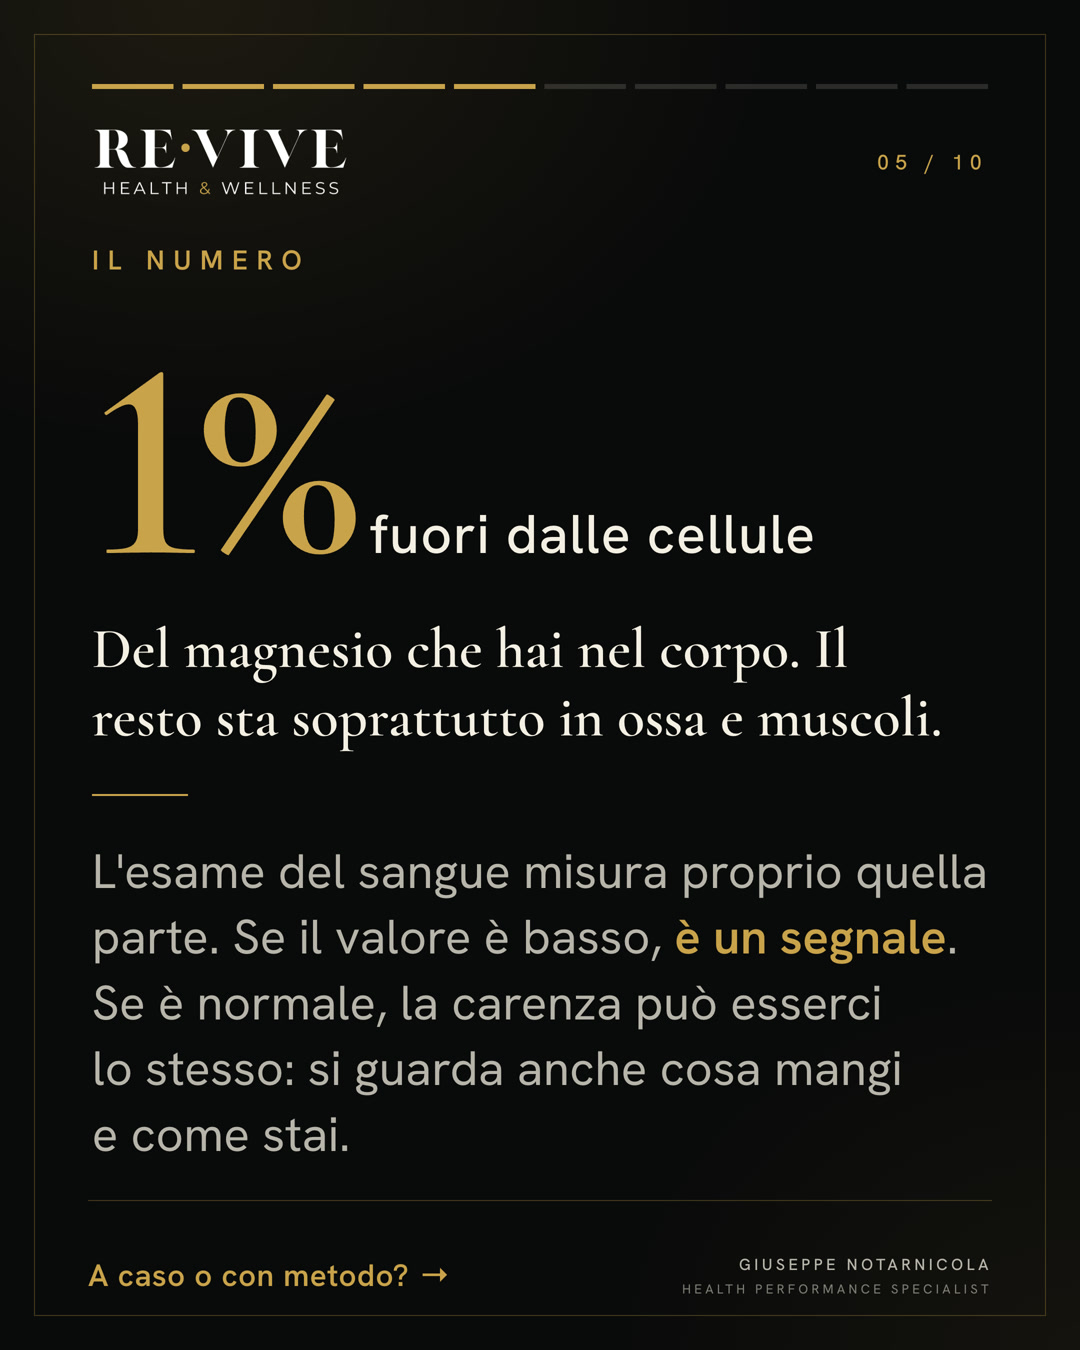 RE·VIVE
HEALTH & WELLNESS
05 / 10
IL NUMERO
1% fuori dalle cellule
Del magnesio che hai nel corpo. Il
resto sta soprattutto in ossa e muscoli.
L'esame del sangue misura proprio quella
parte. Se il valore è basso, è un segnale.
Se è normale, la carenza può esserci
lo stesso: si guarda anche cosa mangi
e come stai.
A caso o con metodo? →
GIUSEPPE NOTARNICOLA
HEALTH PERFORMANCE SPECIALIST